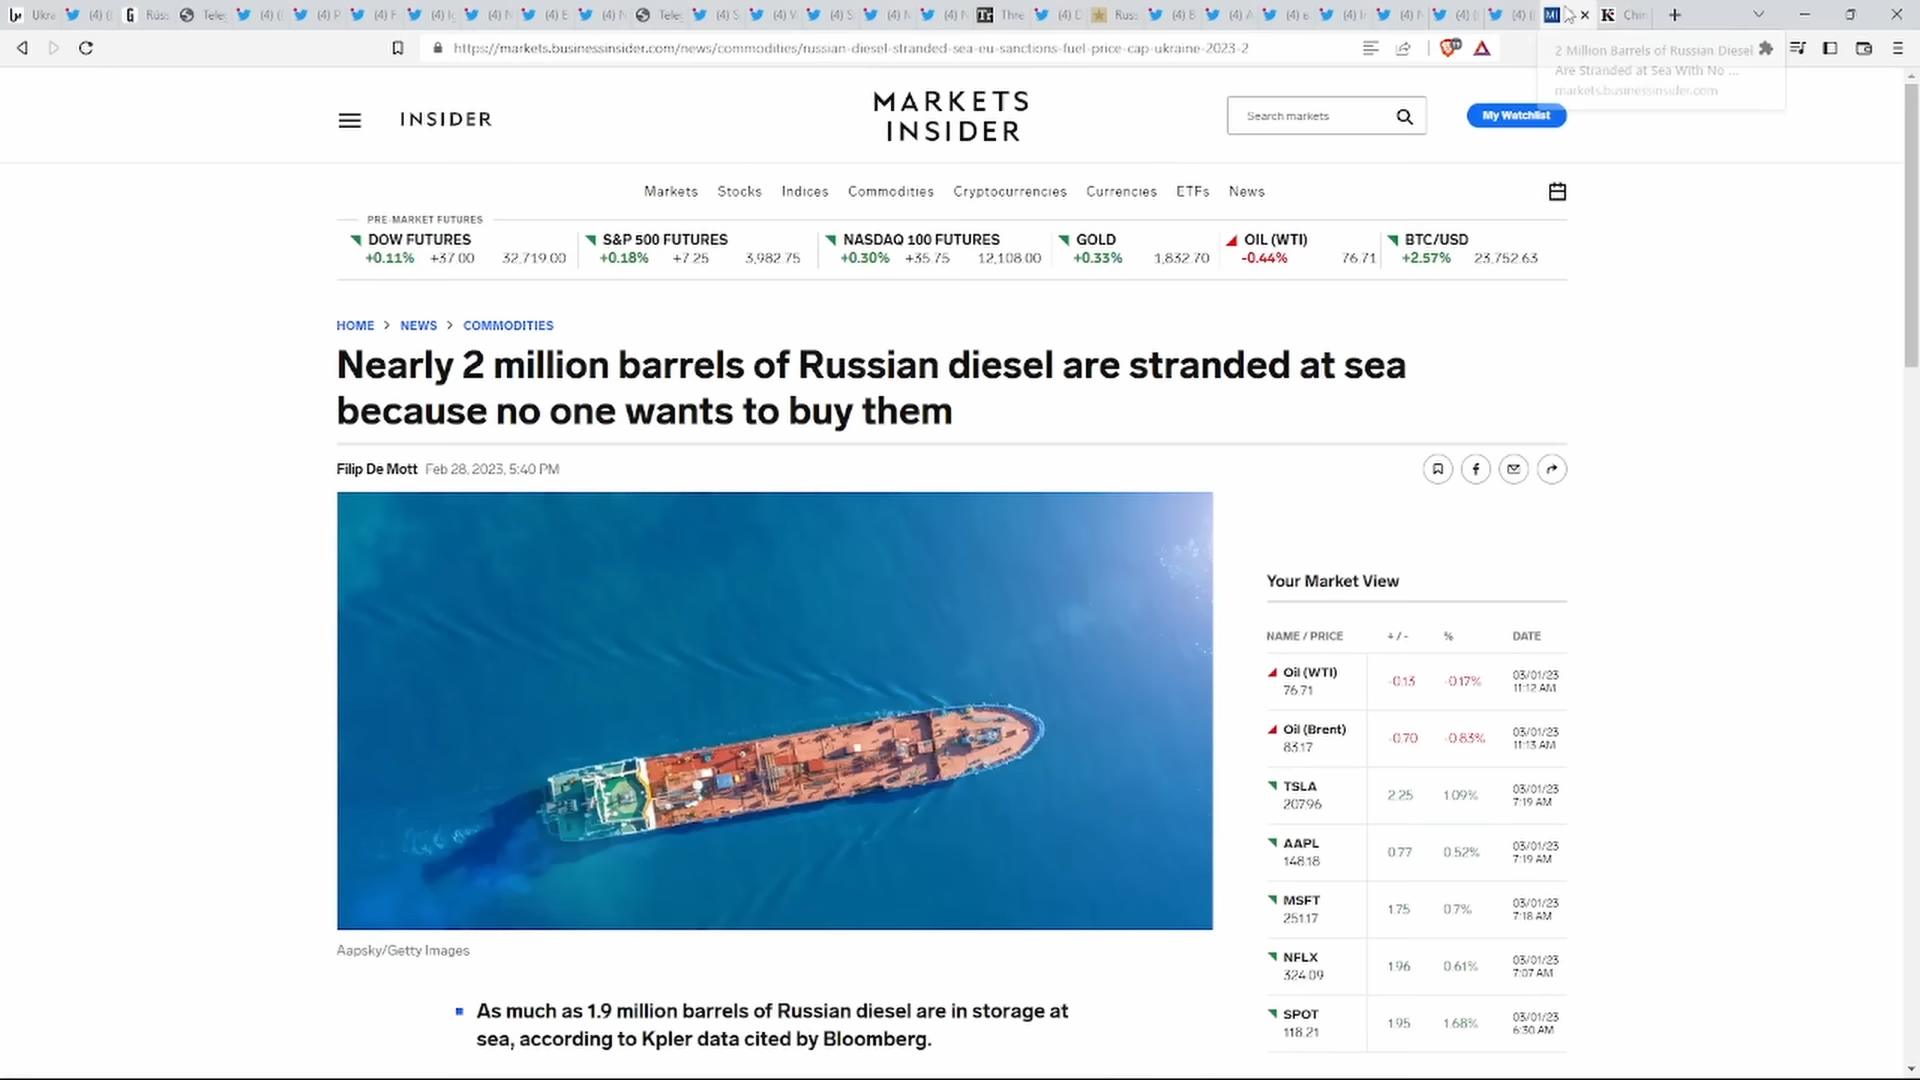 Ukra
Russ
Teleg
Teleg
Thre
Russ
Chin
https://markets.businessinsider.com/news/commodities/russian-diesel-stranded-sea-eu-sanctions-fuel-price-cap-ukraine-2023-2
2 Million Barrels of Russian Diesel
Are Stranded at Sea With No ...
markets.businessinsider.com
INSIDER
MARKETS
INSIDER
Search markets
My Watchlist
Markets Stocks Indices Commodities Cryptocurrencies Currencies ETFs News
PRE-MARKET FUTURES
DOW FUTURES
+0.11% +37.00 32,719.00
S&P 500 FUTURES
+0.18% +7.25 3,982.75
NASDAQ 100 FUTURES
+0.30% +35.75 12,108.00
GOLD
+0.33% 1,832.70
OIL (WTI)
-0.44% 76.71
BTC/USD
+2.57% 23,752.63
HOME > NEWS > COMMODITIES
Nearly 2 million barrels of Russian diesel are stranded at sea
because no one wants to buy them
Filip De Mott Feb 28, 2023, 5:40 PM
Aapsky/Getty Images
As much as 1.9 million barrels of Russian diesel are in storage at
sea, according to Kpler data cited by Bloomberg.
Your Market View
NAME / PRICE + / - % DATE
Oil (WTI)
76.71 -0.13 -0.17% 03/01/23
11:12 AM
Oil (Brent)
83.17 -0.70 -0.83% 03/01/23
11:13 AM
TSLA
207.96 2.25 1.09% 03/01/23
7:19 AM
AAPL
148.18 0.77 0.52% 03/01/23
7:19 AM
MSFT
251.17 1.75 0.7% 03/01/23
7:18 AM
NFLX
324.09 1.96 0.61% 03/01/23
7:07 AM
SPOT
118.21 1.95 1.68% 03/01/23
6:30 AM